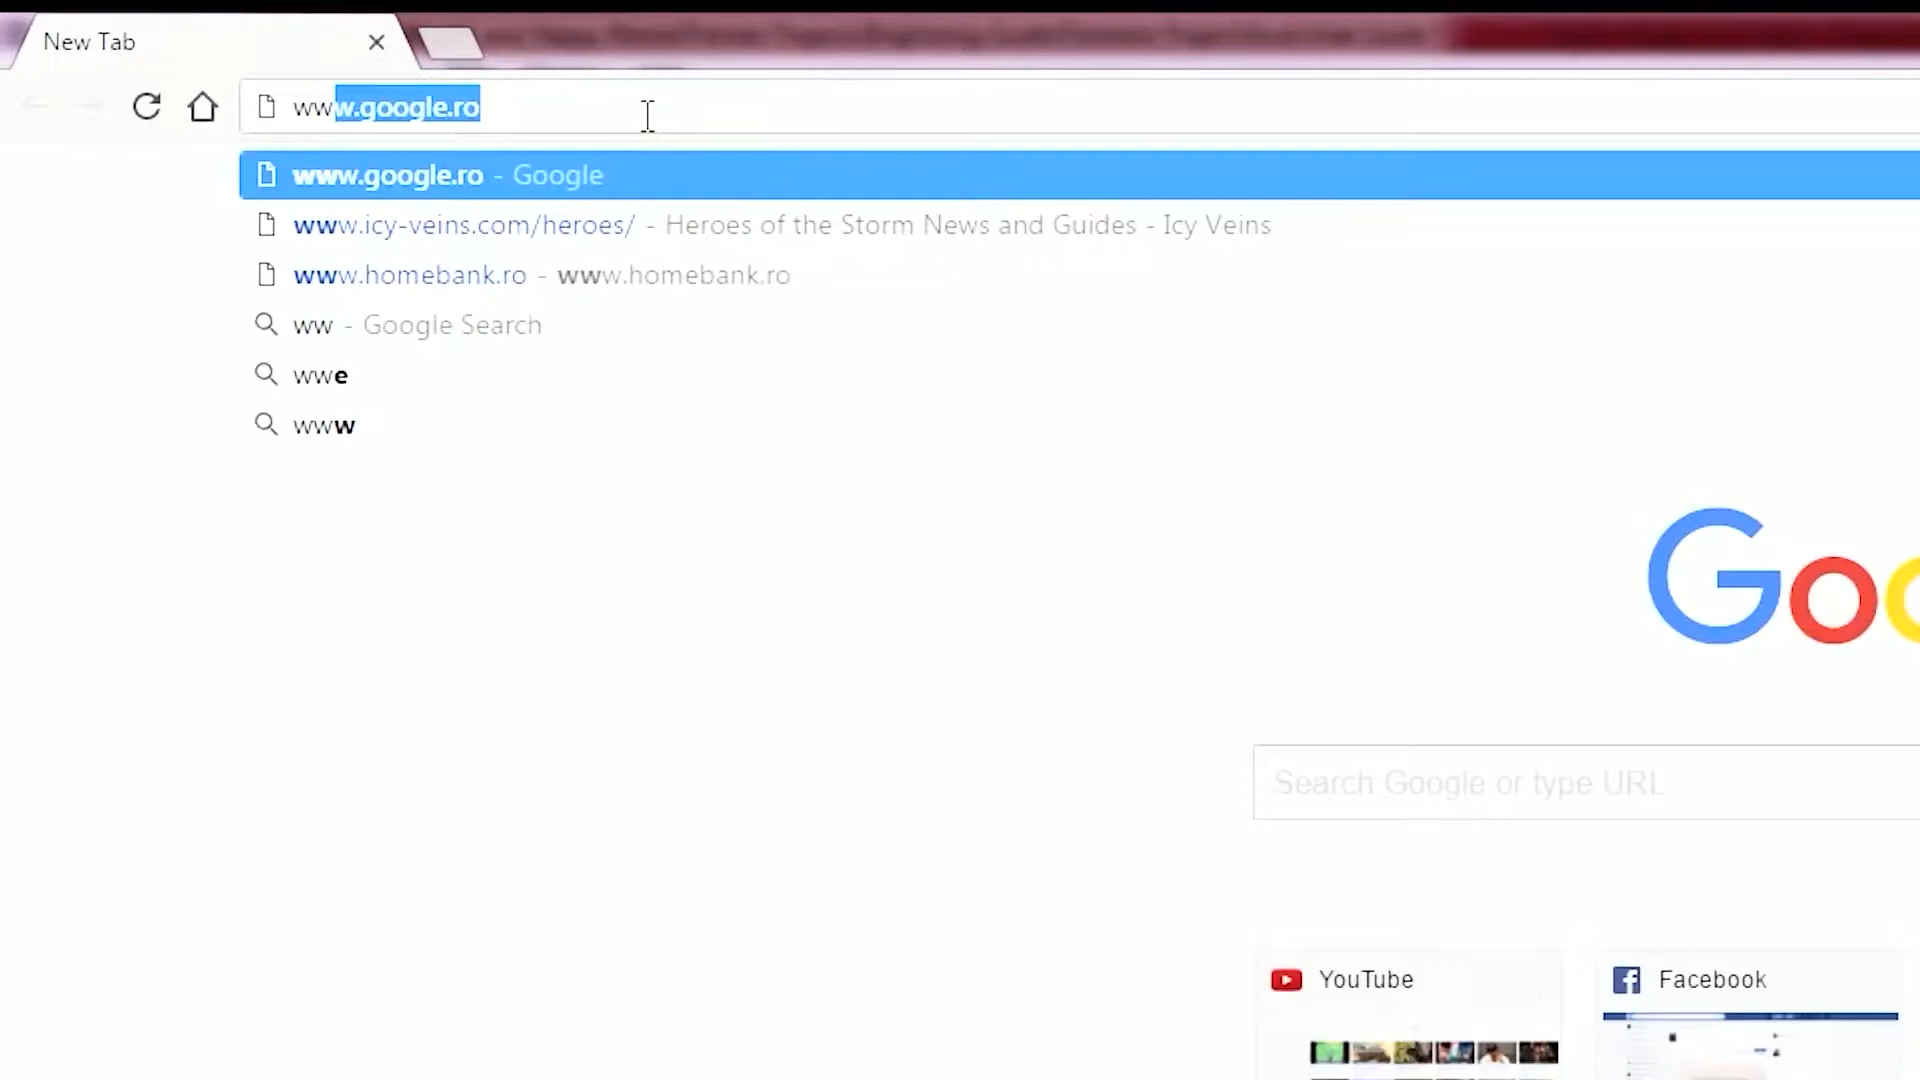 New Tab
www.google.ro
www.google.ro - Google
www.icy-veins.com/heroes/ - Heroes of the Storm News and Guides - Icy Veins
www.homebank.ro - www.homebank.ro
ww - Google Search
wwe
www
Goo
Search Google or type URL
YouTube
Facebook